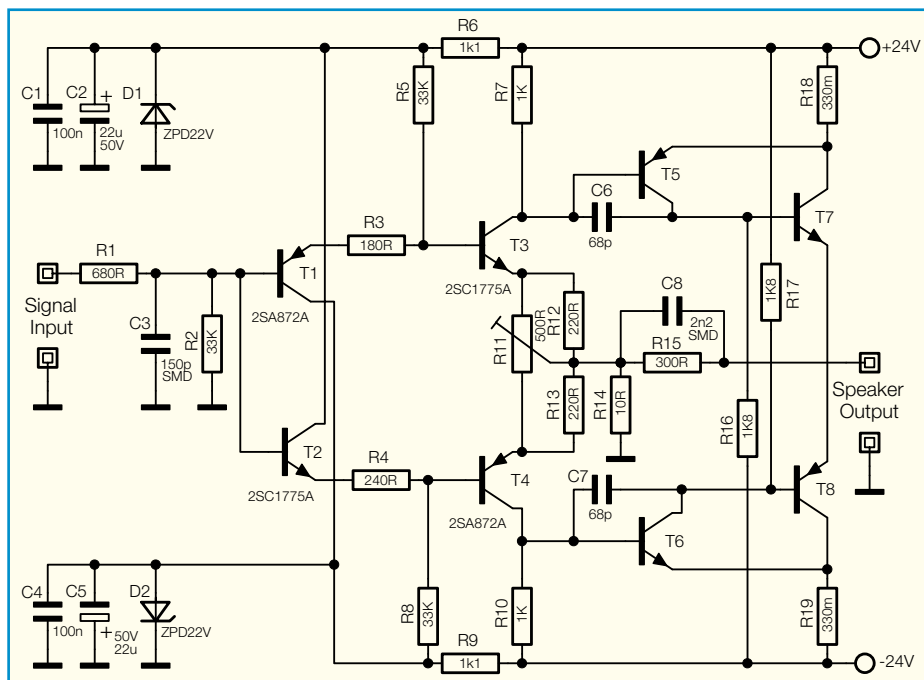 R6
1k1
+24V
C1
100n
C2
+
22u
50V
D1
ZPD22V
R5
33K
R7
1K
R18
330m
T5
C6
68p
T7
R3
180R
T3
2SC1775A
R1
680R
T1
2SA872A
Signal
Input
C3
150p
SMD
R2
33K
R11
500R
R12
220R
C8
2n2
SMD
R17
1K8
R15
300R
R13
220R
R14
10R
Speaker
Output
R16
1K8
T2
2SC1775A
R4
240R
T4
2SA872A
C7
68p
T8
T6
C4
100n
C5
+
50V
22u
D2
ZPD22V
R8
33K
R10
1K
R19
330m
R9
1k1
-24V